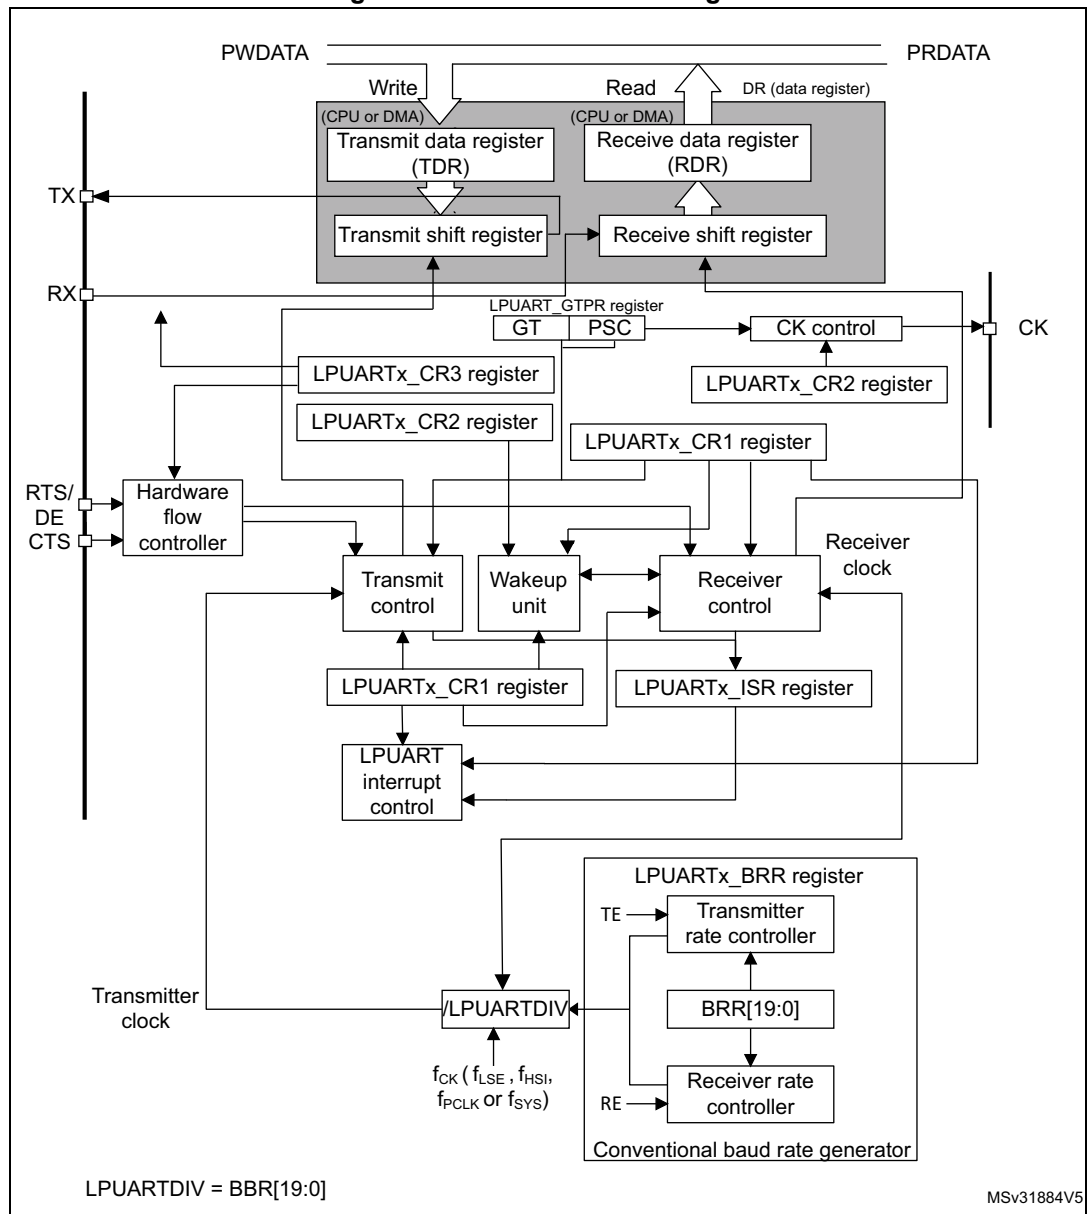 PWDATA
PRDATA
Write
Read
DR (data register)
(CPU or DMA)
(CPU or DMA)
Transmit data register
(TDR)
Receive data register
(RDR)
TX
Transmit shift register
Receive shift register
RX
LPUART_GTPR register
GT
PSC
CK control
CK
LPUARTx_CR3 register
LPUARTx_CR2 register
LPUARTx_CR2 register
LPUARTx_CR1 register
RTS/
DE
CTS
Hardware
flow
controller
Receiver
clock
Transmit
control
Wakeup
unit
Receiver
control
LPUARTx_CR1 register
LPUARTx_ISR register
LPUART
interrupt
control
LPUARTx_BRR register
TE
Transmitter
rate controller
Transmitter
clock
/LPUARTDIV
BRR[19:0]
fCK ( fLSE , fHSI,
fPCLK or fSYS)
RE
Receiver rate
controller
Conventional baud rate generator
LPUARTDIV = BBR[19:0]
MSv31884V5